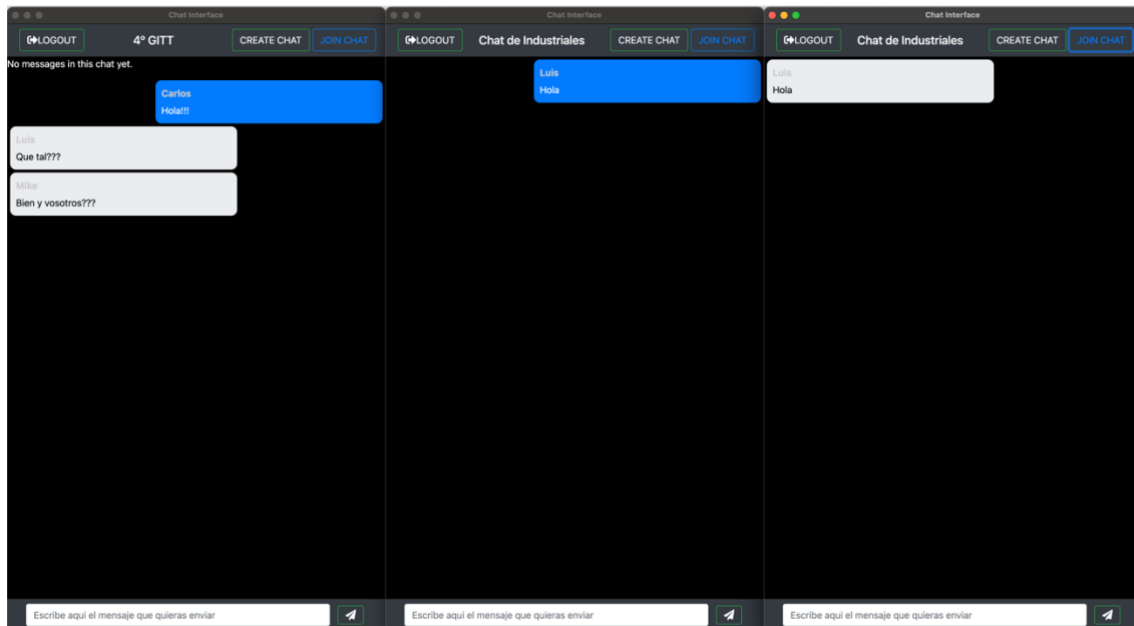 Chat Interface
LOGOUT 4º GITT CREATE CHAT JOIN CHAT
No messages in this chat yet.
Carlos
Hola!!!
Luis
Que tal???
Mike
Bien y vosotros???
Escribe aqui el mensaje que quieras enviar
Chat Interface
LOGOUT Chat de Industriales CREATE CHAT JOIN CHAT
Luis
Hola
Escribe aqui el mensaje que quieras enviar
Chat Interface
LOGOUT Chat de Industriales CREATE CHAT JOIN CHAT
Luis
Hola
Escribe aqui el mensaje que quieras enviar